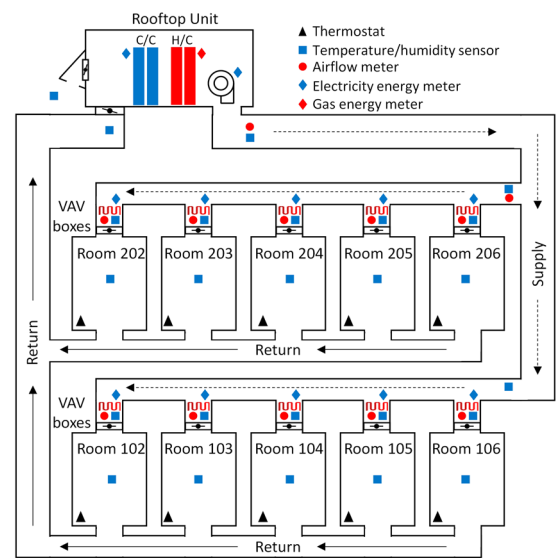 Rooftop Unit
C/C
H/C
Thermostat
Temperature/humidity sensor
Airflow meter
Electricity energy meter
Gas energy meter
VAV
boxes
Room 202
Room 203
Room 204
Room 205
Room 206
Supply
Return
Return
VAV
boxes
Room 102
Room 103
Room 104
Room 105
Room 106
Return